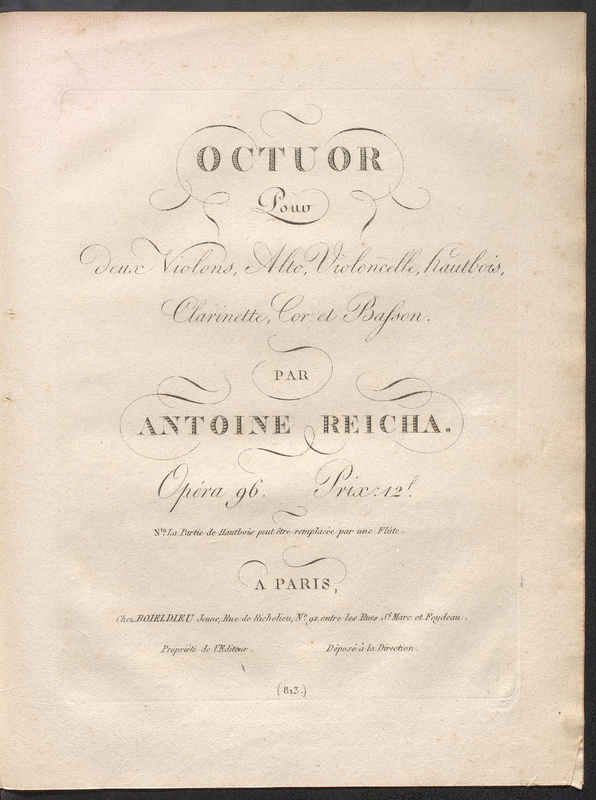 OCTUOR
Pour
deux Violons, Alto, Violoncelle, hautbois,
Clarinette, Cor et Baſson.
PAR
ANTOINE REICHA.
Opéra 96. Prix: 12f.
Nta La Partie de Hautbois peut être remplacée par une Flûte.
A PARIS,
Chez BOIELDIEU Jeune, Rue de Richelieu, No. 92, entre les Rues St. Marc et Feydeau.
Propriété de l'Editeur. Déposé à la Direction.
(813.)